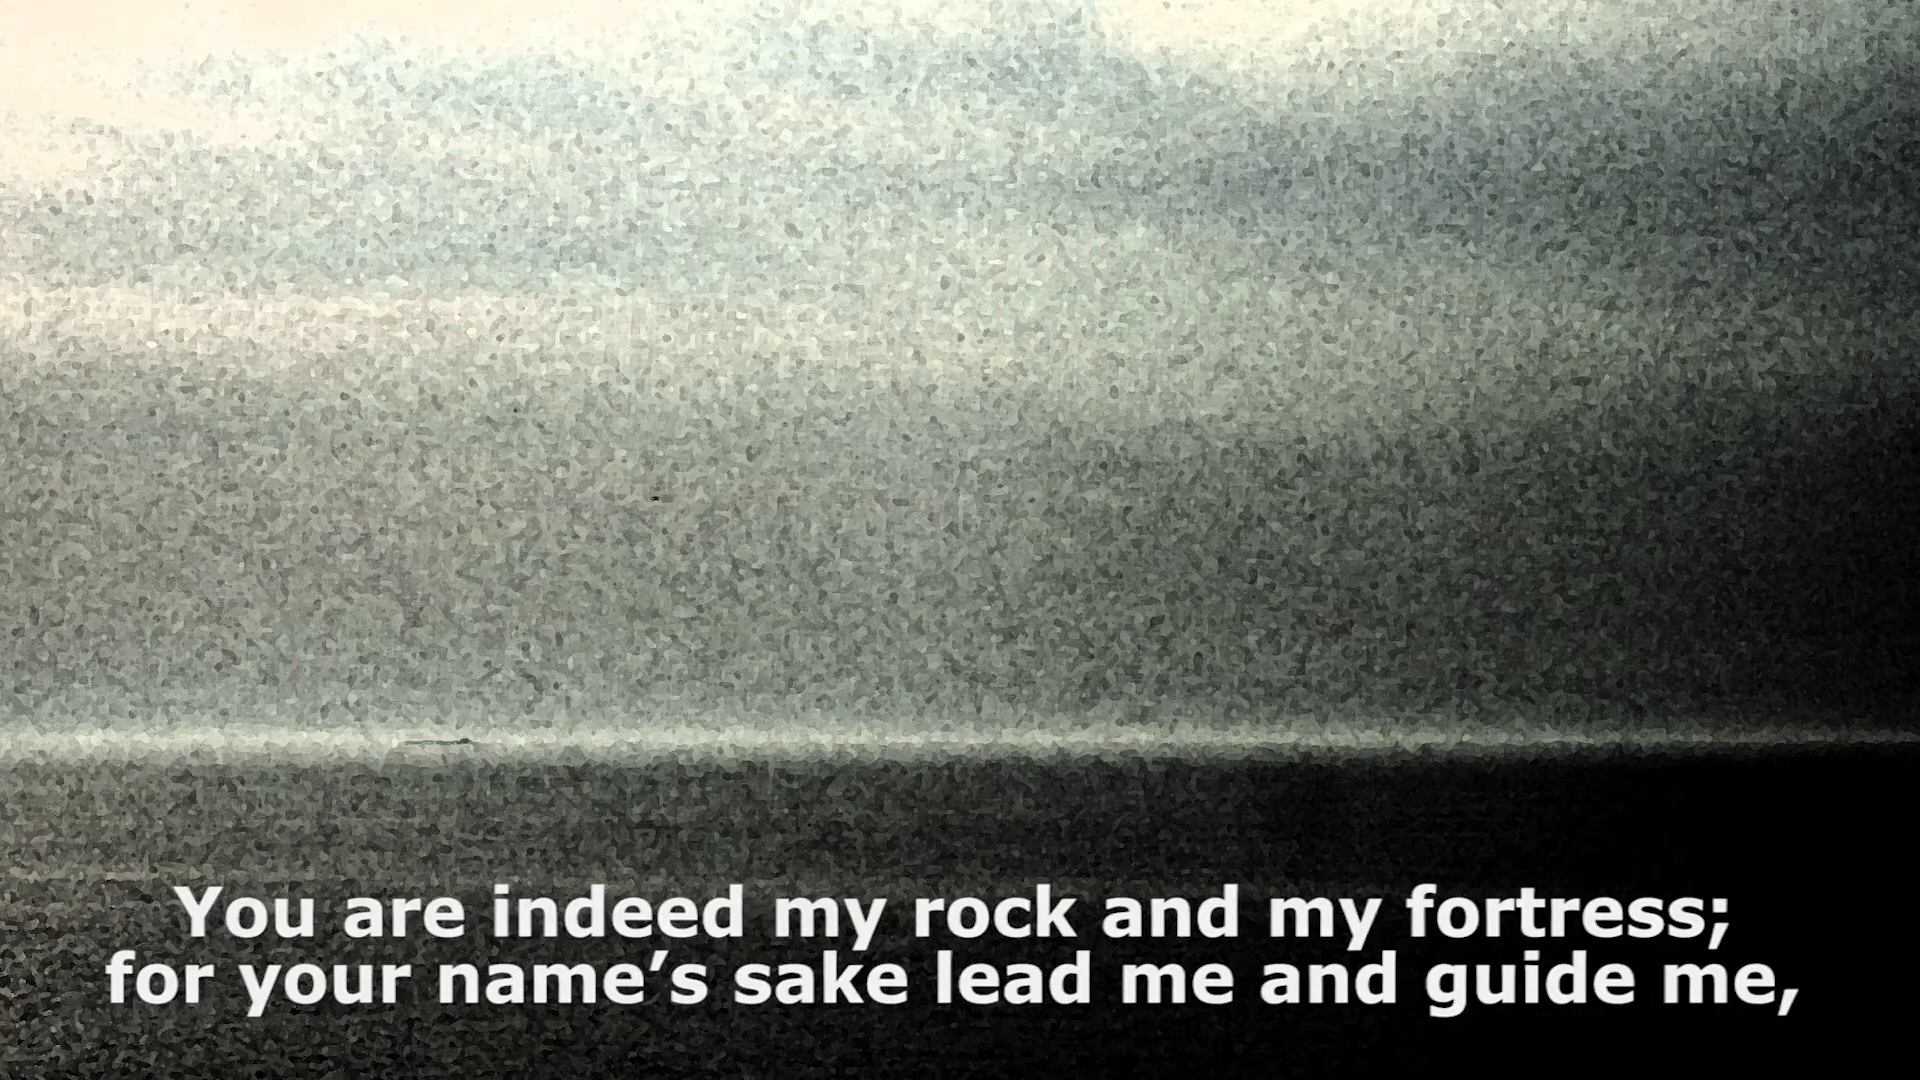 You are indeed my rock and my fortress;
for your name’s sake lead me and guide me,